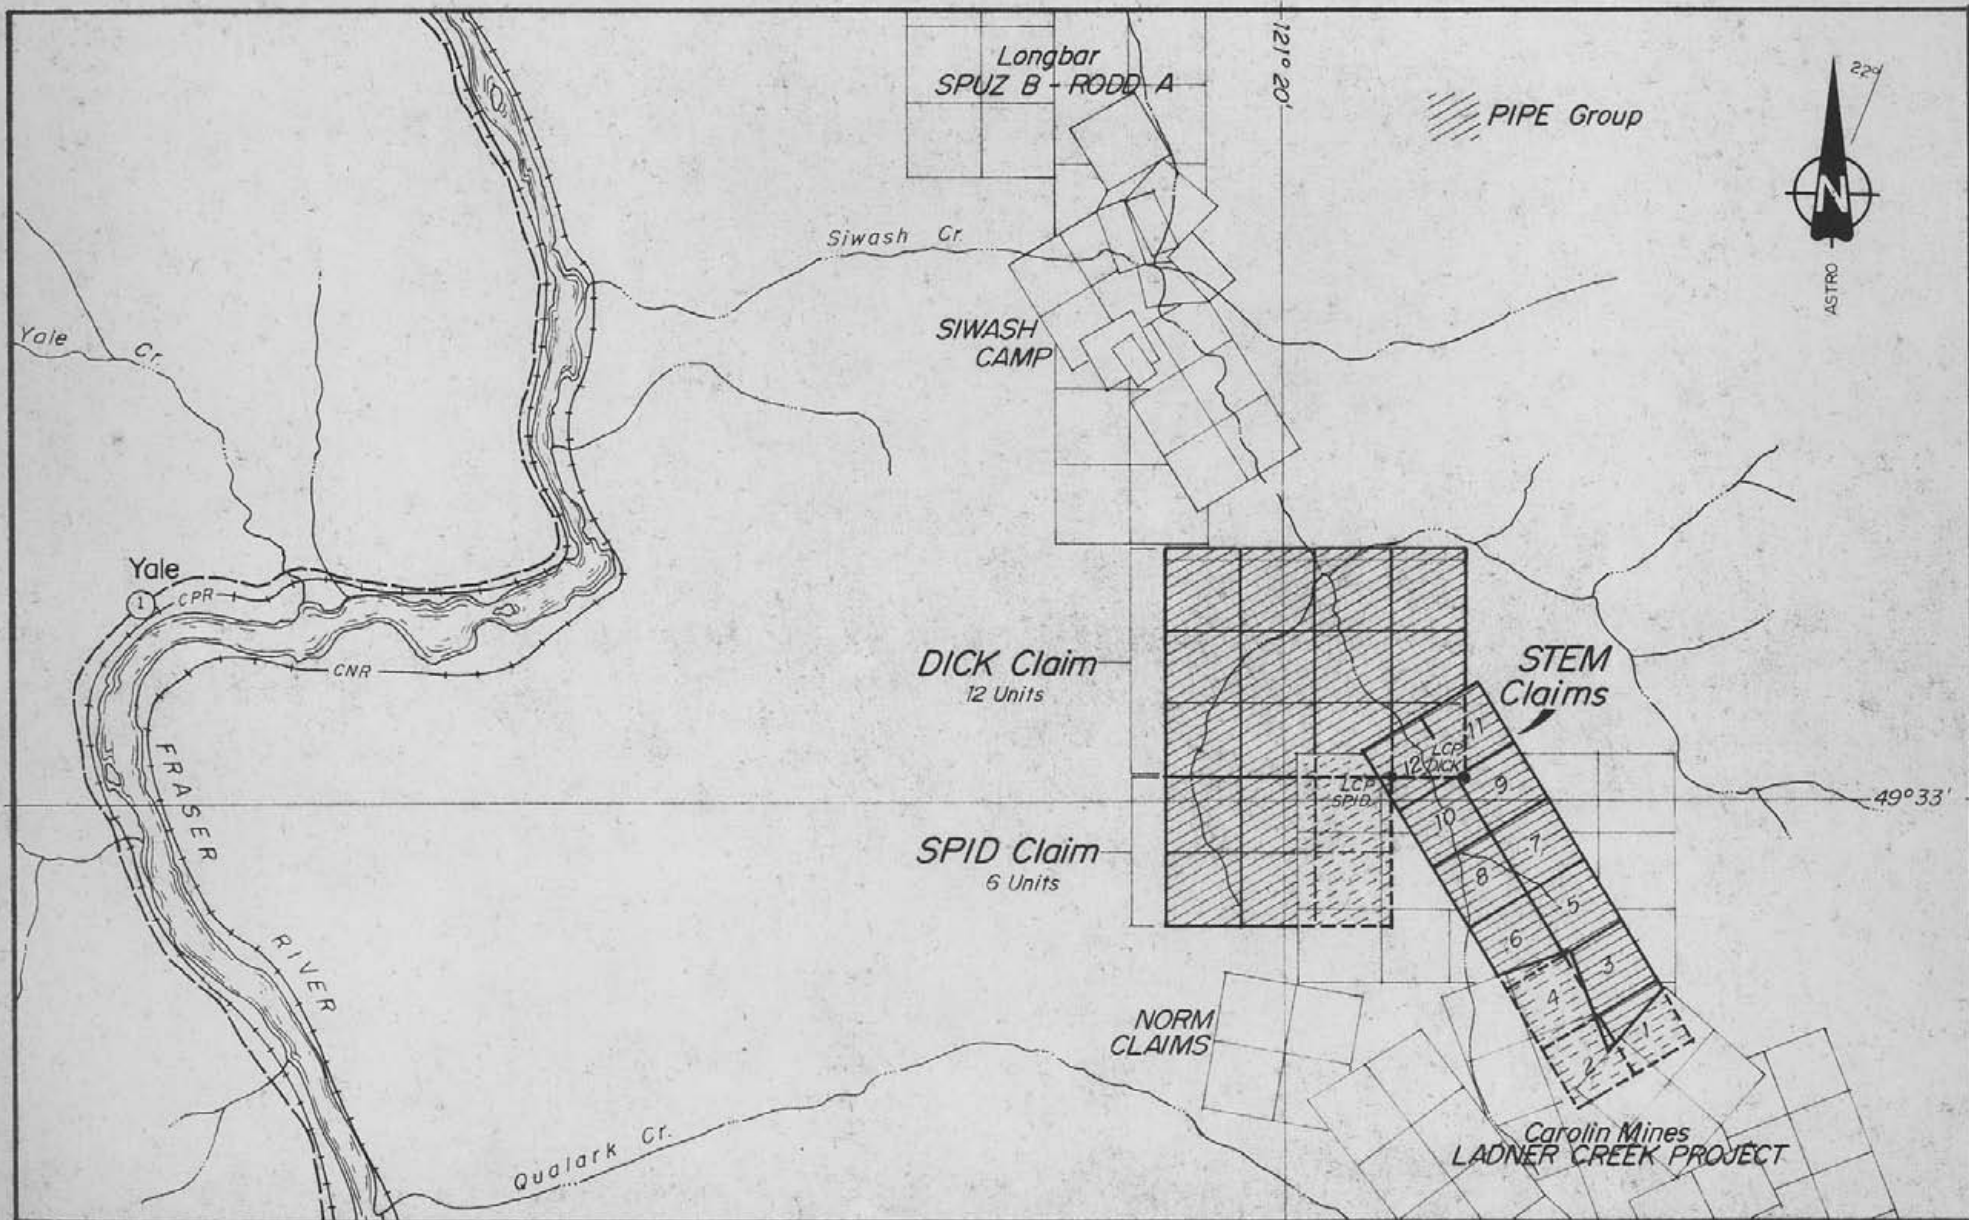 Longbar
SPUZ B - RODD A
121° 20'
PIPE Group
22°
N
ASTRO
Siwash Cr.
SIWASH
CAMP
Yale Cr.
Yale
1
CPR
CNR
DICK Claim
12 Units
STEM
Claims
11
LCP
DICK
12
LCP
SPID
9
10
49°33'
7
8
SPID Claim
6 Units
5
6
3
4
1
2
FRASER
RIVER
NORM
CLAIMS
Qualark Cr.
Carolin Mines
LADNER CREEK PROJECT